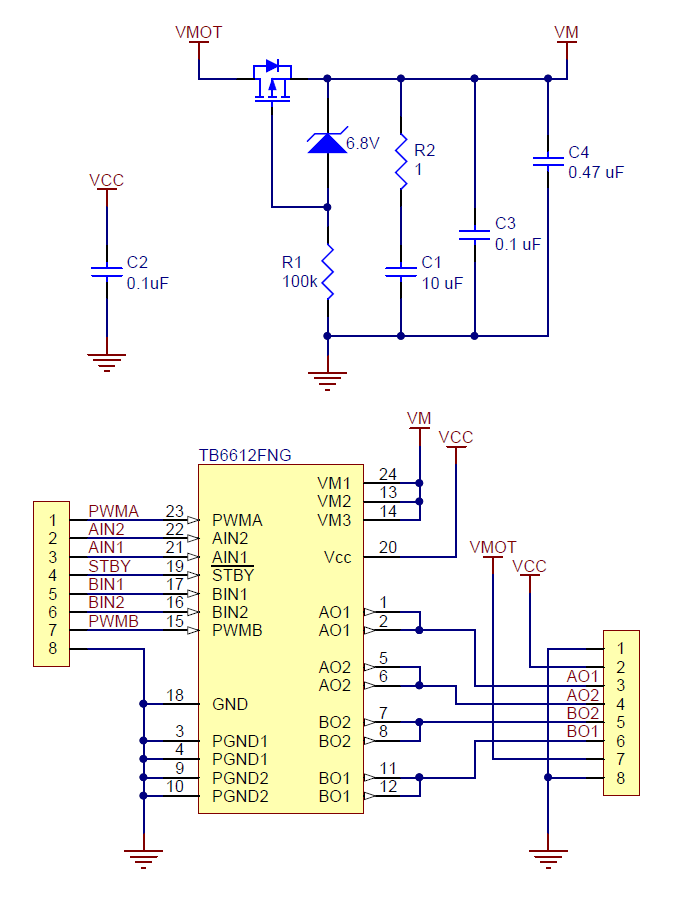 VMOT
VM
6.8V
R2
1
C4
0.47 uF
VCC
C3
0.1 uF
C2
0.1uF
R1
100k
C1
10 uF
VM
VCC
TB6612FNG
VM1 24
VM2 13
VM3 14
1 PWMA 23 PWMA
2 AIN2 22 AIN2
3 AIN1 21 AIN1
4 STBY 19 STBY
5 BIN1 17 BIN1
6 BIN2 16 BIN2
7 PWMB 15 PWMB
8
Vcc 20
VMOT
VCC
AO1 1
AO1 2
AO2 5
AO2 6
BO2 7
BO2 8
BO1 11
BO1 12
18 GND
3 PGND1
4 PGND1
9 PGND2
10 PGND2
1
2
AO1 3
AO2 4
BO2 5
BO1 6
7
8